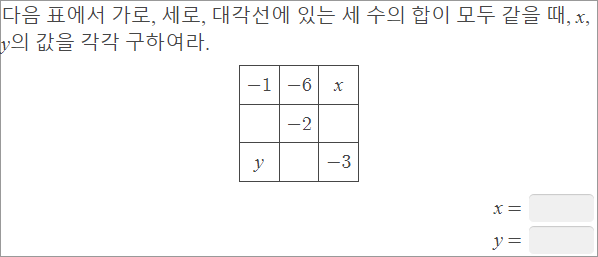 다음 표에서 가로, 세로, 대각선에 있는 세 수의 합이 모두 같을 때, x,
y의 값을 각각 구하여라.
−1 −6 x
−2
y −3
x =
y =